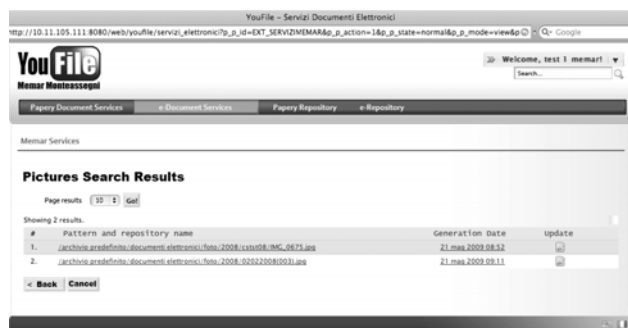 YouFile – Servizi Documenti Elettronici
http://10.11.105.111:8080/web/youfile/servizi_elettronici?p_p_id=EXT_SERVIZIMEMAR&p_p_action=1&p_p_state=normal&p_p_mode=view&p Google
You File
Memar Monteassegni
Welcome, test 1 memar!
Search...
Papery Document Services e-Document Services Papery Repository e-Repository
Memar Services
Pictures Search Results
Page results 10 Go!
Showing 2 results.
# Pattern and repository name Generation Date Update
1. /archivio predefinito/documenti elettronici/foto/2008/cstsit08/IMG_0675.jpg 21 mag 2009 08:52
2. /archivio predefinito/documenti elettronici/foto/2008/02022008(003).jpg 21 mag 2009 09:11
< Back Cancel